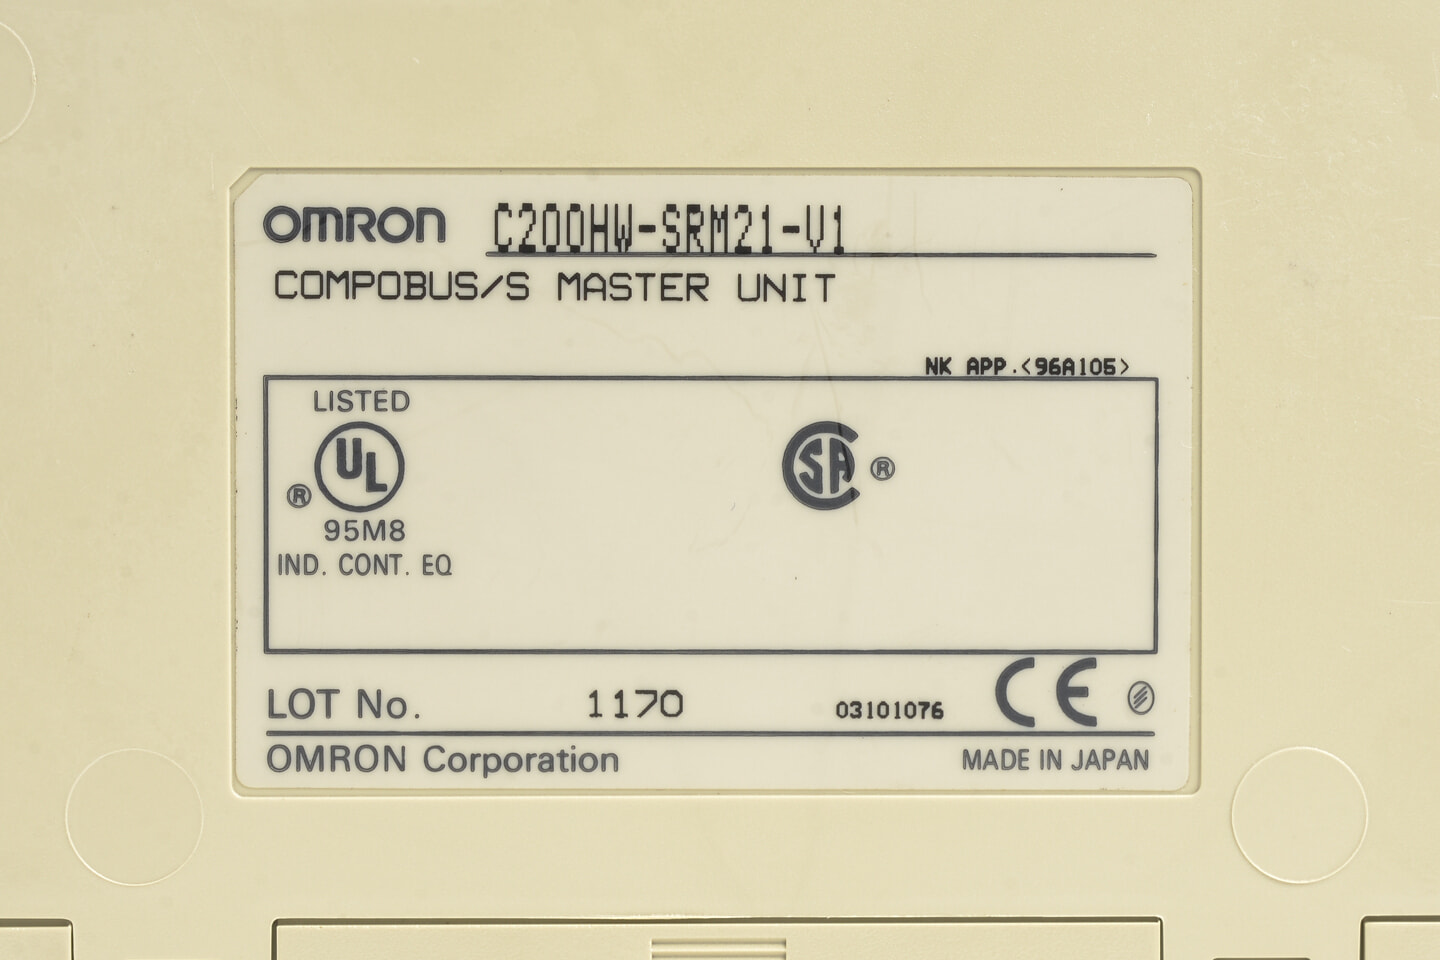 OMRON C200HW-SRM21-V1
COMPOBUS/S MASTER UNIT
NK APP.<96A105>
LISTED
UL ®
95M8
IND. CONT. EQ
SA ®
LOT No. 1170 03101076 CE
OMRON Corporation MADE IN JAPAN